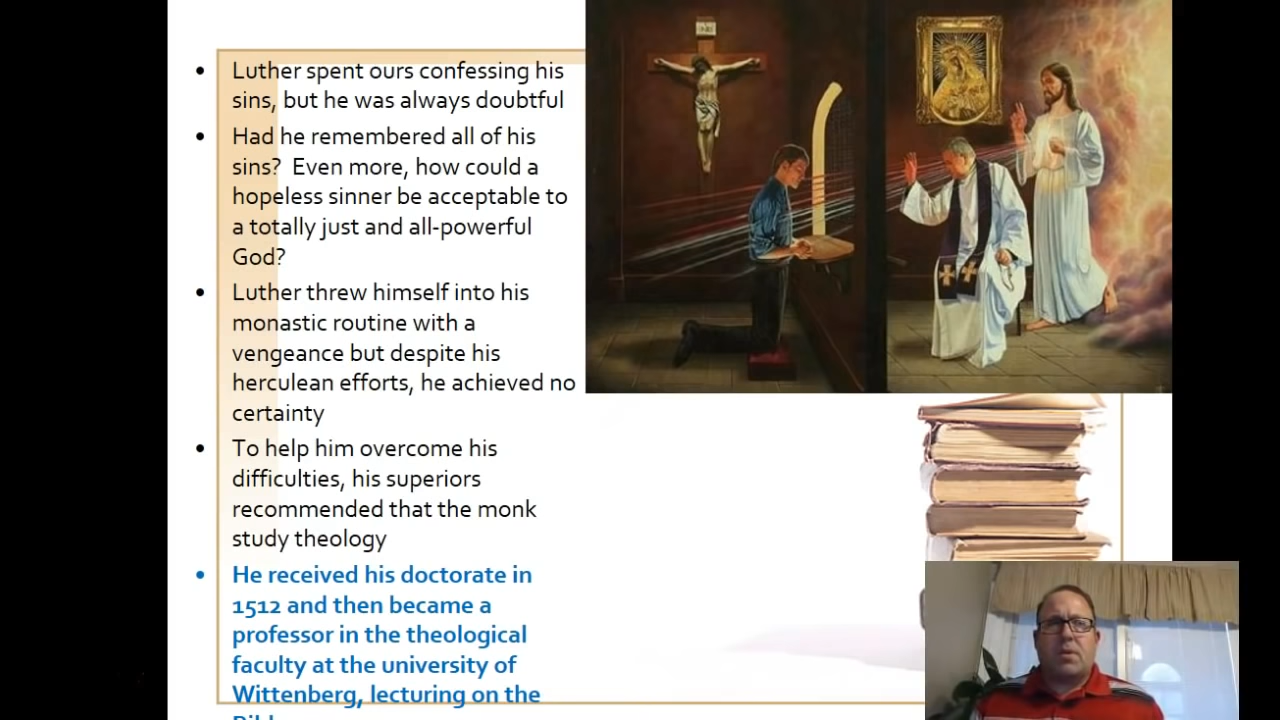 Luther spent ours confessing his
sins, but he was always doubtful
Had he remembered all of his
sins?  Even more, how could a
hopeless sinner be acceptable to
a totally just and all-powerful
God?
Luther threw himself into his
monastic routine with a
vengeance but despite his
herculean efforts, he achieved no
certainty
To help him overcome his
difficulties, his superiors
recommended that the monk
study theology
He received his doctorate in
1512 and then became a
professor in the theological
faculty at the university of
Wittenberg, lecturing on the